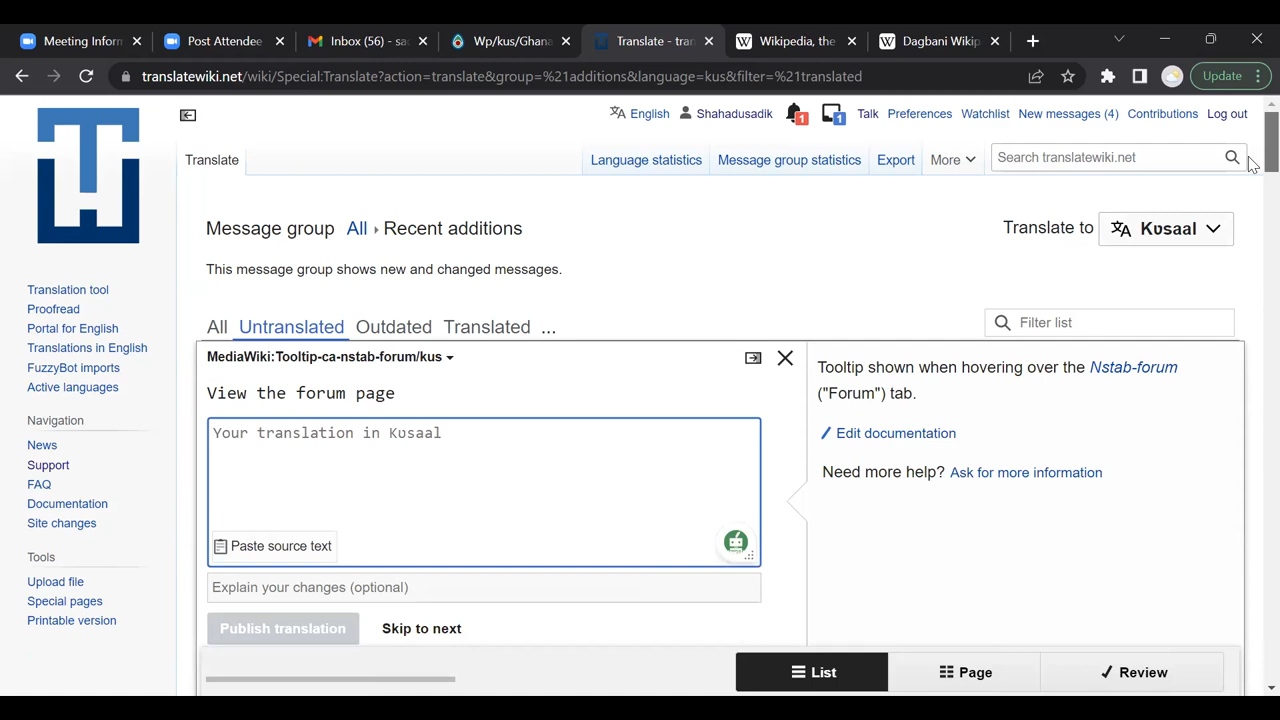 Meeting Inform
Post Attendee
Inbox (56) - sa
Wp/kus/Ghana
Translate - tran
Wikipedia, the
Dagbani Wikip
translatewiki.net/wiki/Special:Translate?action=translate&group=%21additions&language=kus&filter=%21translated
Update
English Shahadusadik 1 1 Talk Preferences Watchlist New messages (4) Contributions Log out
Translate Language statistics Message group statistics Export More Search translatewiki.net
Message group All Recent additions
Translate to Kʋsaal
This message group shows new and changed messages.
Translation tool
Proofread
Portal for English
Translations in English
FuzzyBot imports
Active languages
Navigation
News
Support
FAQ
Documentation
Site changes
Tools
Upload file
Special pages
Printable version
All Untranslated Outdated Translated ...
Filter list
MediaWiki:Tooltip-ca-nstab-forum/kus
View the forum page
Your translation in Kʋsaal
Paste source text
Explain your changes (optional)
Publish translation Skip to next
Tooltip shown when hovering over the Nstab-forum
("Forum") tab.
Edit documentation
Need more help? Ask for more information
List Page Review